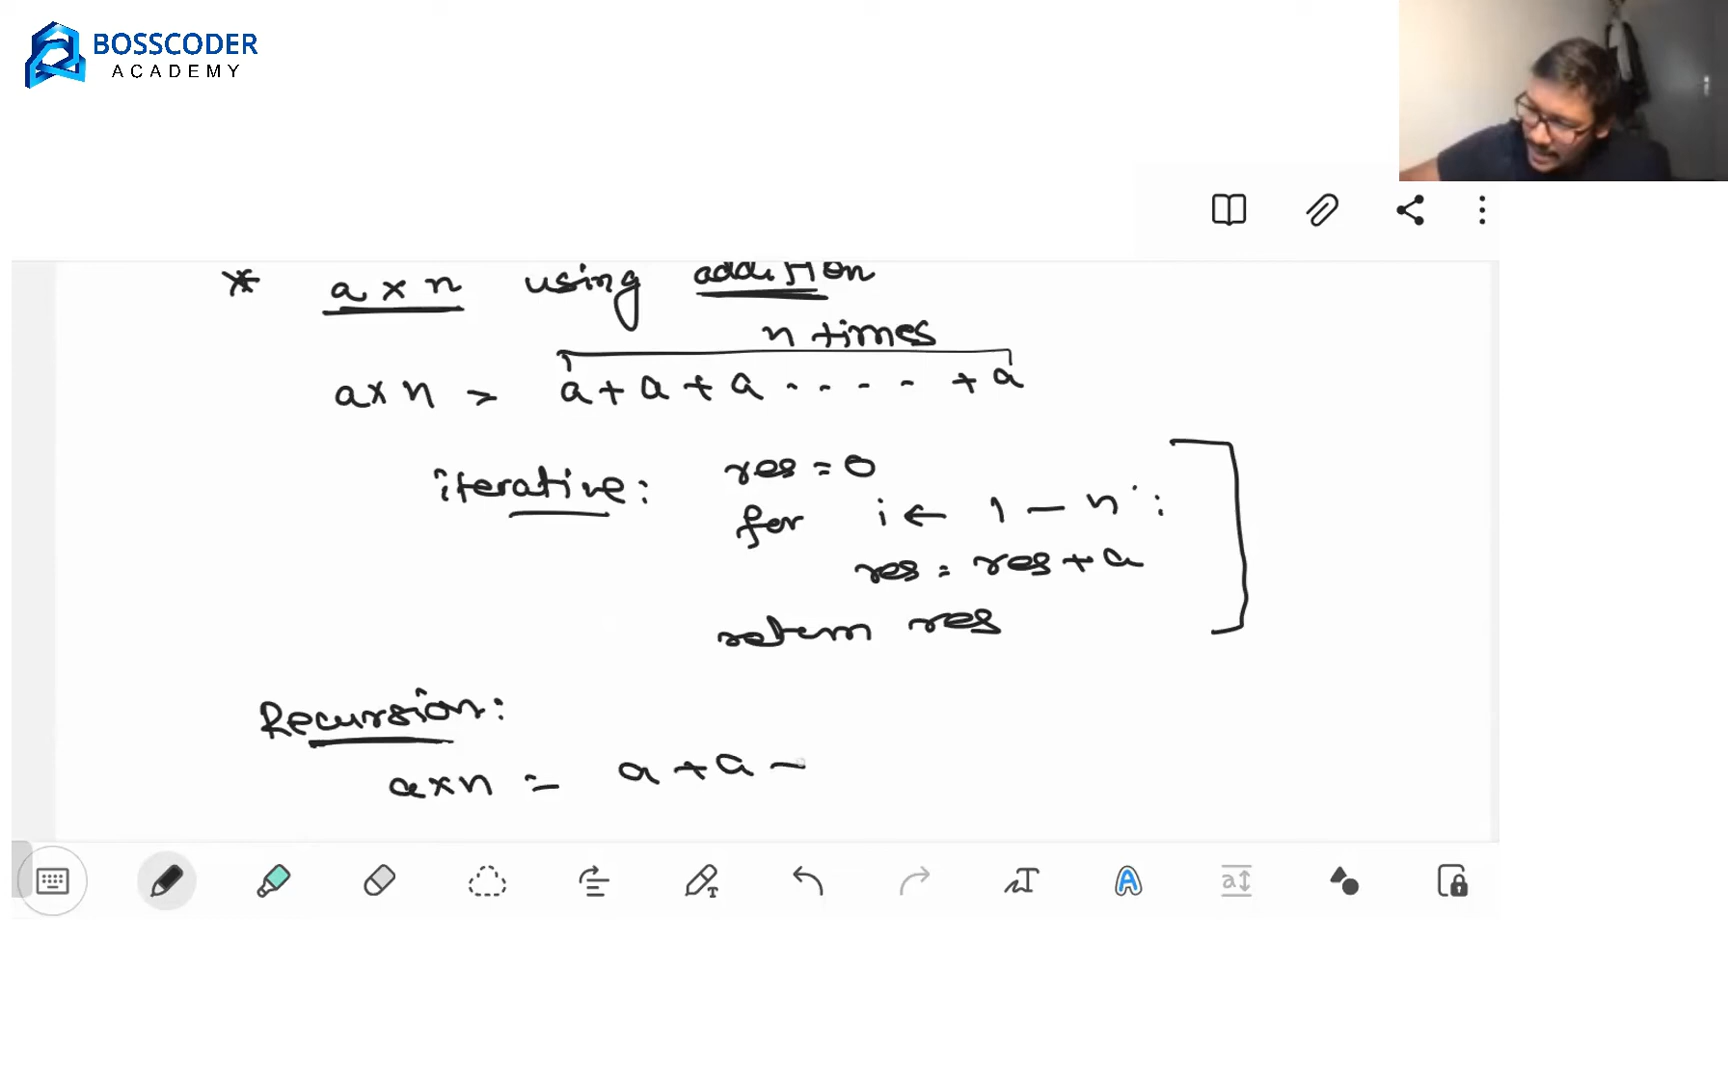 BOSSCODER
ACADEMY
* a x n using addition
n times
a x n = a + a + a - - - - + a
iterative: res = 0
for i ← 1 - n :
res = res + a
return res
Recursion:
a x n = a + a -
T
T
A
a